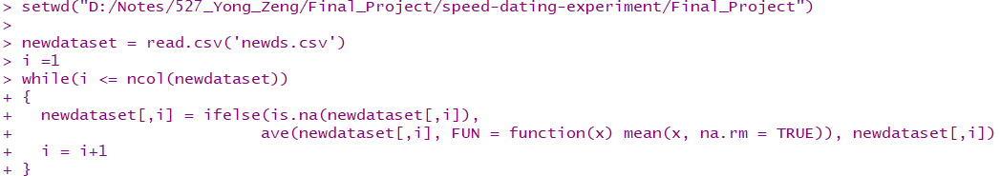 > setwd("D:/Notes/527_Yong_Zeng/Final_Project/speed-dating-experiment/Final_Project")
>
> newdataset = read.csv('newds.csv')
> i =1
> while(i <= ncol(newdataset))
+ {
+   newdataset[,i] = ifelse(is.na(newdataset[,i]),
+                           ave(newdataset[,i], FUN = function(x) mean(x, na.rm = TRUE)), newdataset[,i])
+   i = i+1
+ }